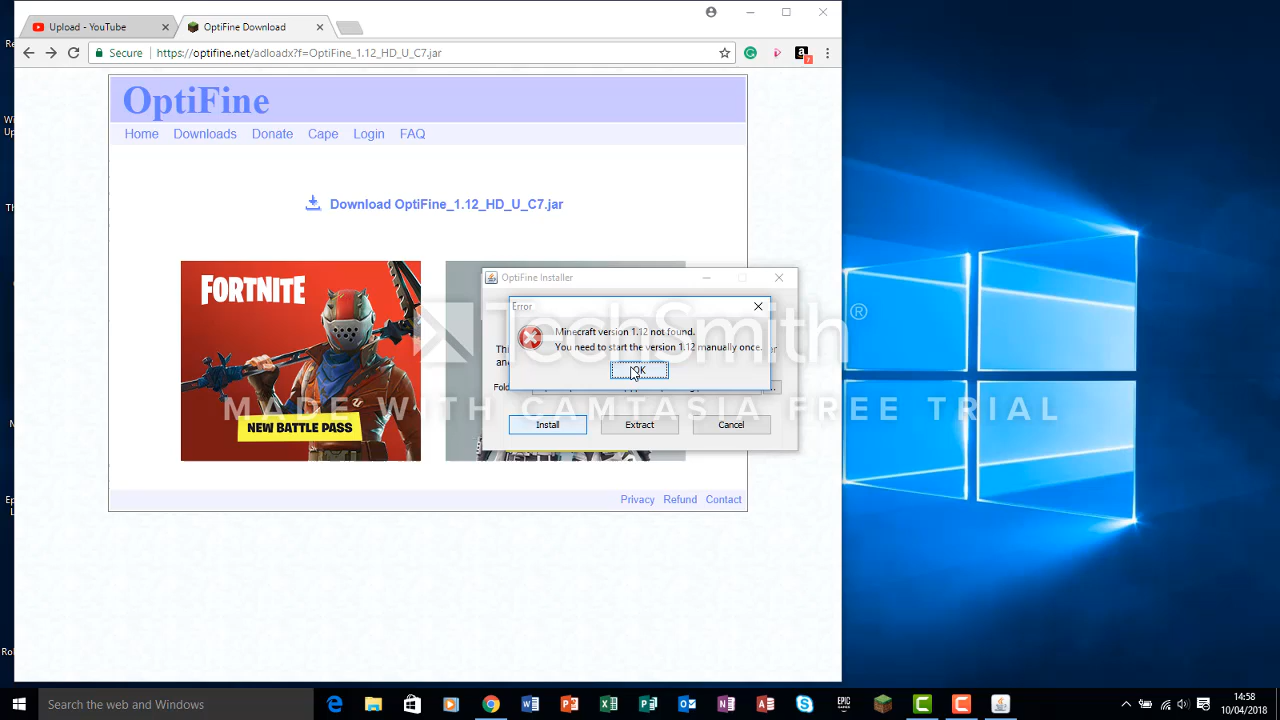 Upload - YouTube
OptiFine Download
Secure
https://optifine.net/adloadx?f=OptiFine_1.12_HD_U_C7.jar
7
OptiFine
Home Downloads Donate Cape Login FAQ
Download OptiFine_1.12_HD_U_C7.jar
FORTNITE
NEW BATTLE PASS
OptiFine Installer
Error
Minecraft version 1.12 not found.
You need to start the version 1.12 manually once.
OK
Install Extract Cancel
TechSmith®
MADE WITH CAMTASIA FREE TRIAL
Privacy Refund Contact
Search the web and Windows
EPIC
14:58
10/04/2018